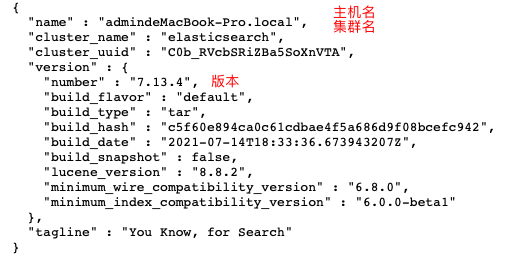 {
"name" : "admindeMacBook-Pro.local", 主机名
"cluster_name" : "elasticsearch", 集群名
"cluster_uuid" : "C0b_RVcbSRiZBa5SoXnVTA",
"version" : {
"number" : "7.13.4", 版本
"build_flavor" : "default",
"build_type" : "tar",
"build_hash" : "c5f60e894ca0c61cdbae4f5a686d9f08bcefc942",
"build_date" : "2021-07-14T18:33:36.673943207Z",
"build_snapshot" : false,
"lucene_version" : "8.8.2",
"minimum_wire_compatibility_version" : "6.8.0",
"minimum_index_compatibility_version" : "6.0.0-beta1"
},
"tagline" : "You Know, for Search"
}